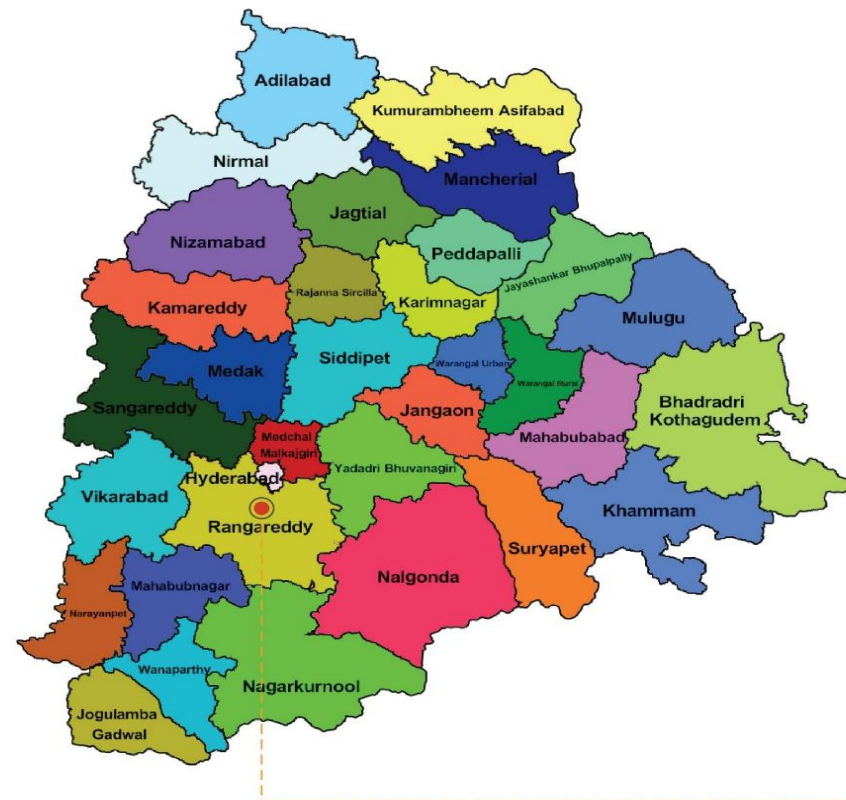 Adilabad
Kumurambheem Asifabad
Nirmal
Mancherial
Jagtial
Nizamabad
Peddapalli
Jayashankar Bhupalpally
Rajanna Sircilla
Karimnagar
Kamareddy
Mulugu
Siddipet
Warangal Urban
Medak
Warangal Rural
Bhadradri
Kothagudem
Sangareddy
Jangaon
Mahabubabad
Medchal
Malkajgiri
Yadadri Bhuvanagiri
Hyderabad
Vikarabad
Khammam
Rangareddy
Suryapet
Nalgonda
Mahabubnagar
Narayanpet
Wanaparthy
Nagarkurnool
Jogulamba
Gadwal